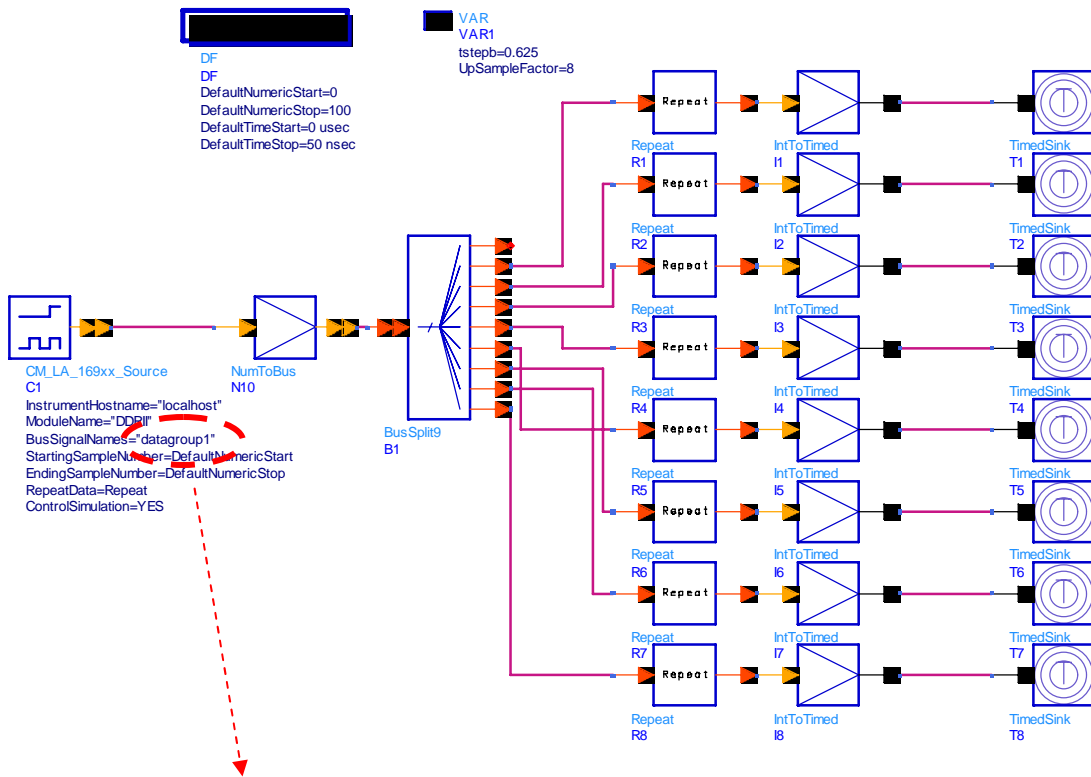 DF
DF
DefaultNumericStart=0
DefaultNumericStop=100
DefaultTimeStart=0 usec
DefaultTimeStop=50 nsec
VAR
VAR1
tstepb=0.625
UpSampleFactor=8
CM_LA_169xx_Source
C1
InstrumentHostname="localhost"
ModuleName="DDRII"
BusSignalNames="datagroup1"
StartingSampleNumber=DefaultNumericStart
EndingSampleNumber=DefaultNumericStop
RepeatData=Repeat
ControlSimulation=YES
NumToBus
N10
BusSplit9
B1
Repeat
Repeat
R1
IntToTimed
I1
T
TimedSink
T1
Repeat
Repeat
R2
IntToTimed
I2
T
TimedSink
T2
Repeat
Repeat
R3
IntToTimed
I3
T
TimedSink
T3
Repeat
Repeat
R4
IntToTimed
I4
T
TimedSink
T4
Repeat
Repeat
R5
IntToTimed
I5
T
TimedSink
T5
Repeat
Repeat
R6
IntToTimed
I6
T
TimedSink
T6
Repeat
Repeat
R7
IntToTimed
I7
T
TimedSink
T7
Repeat
Repeat
R8
IntToTimed
I8
T
TimedSink
T8